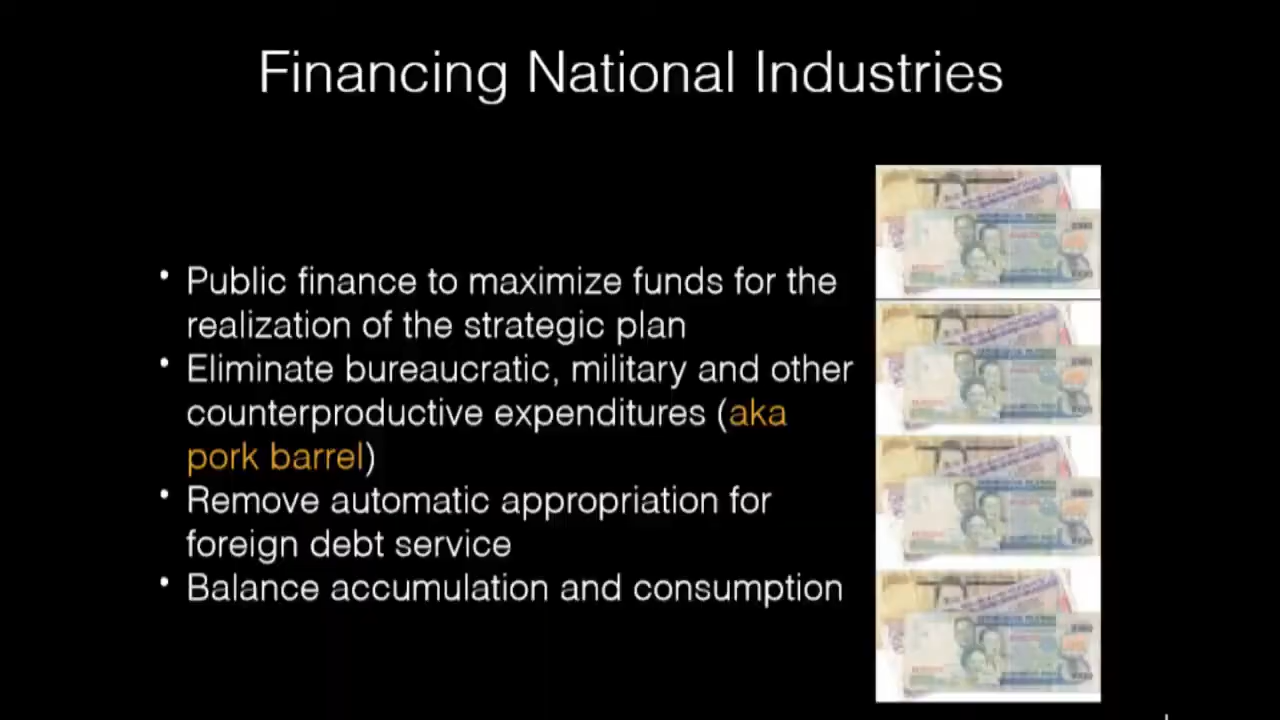 Financing National Industries
• Public finance to maximize funds for the
realization of the strategic plan
• Eliminate bureaucratic, military and other
counterproductive expenditures (aka
pork barrel)
• Remove automatic appropriation for
foreign debt service
• Balance accumulation and consumption